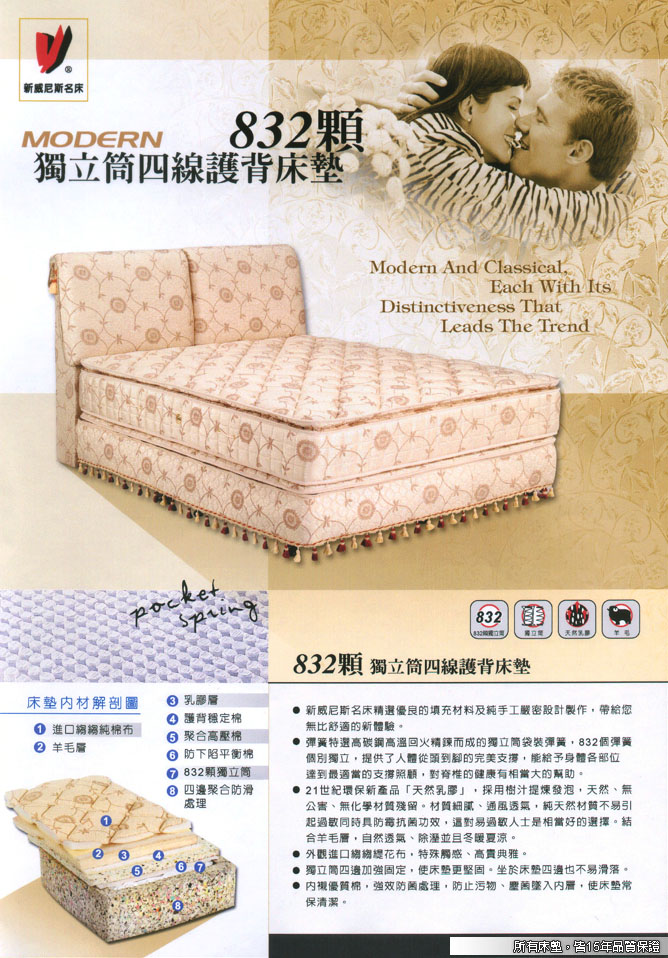 新威尼斯名床
MODERN
832顆
獨立筒四線護背床墊
Modern And Classical,
Each With Its
Distinctiveness That
Leads The Trend
pocket
spring
832
832顆獨立筒
獨立筒
天然乳膠
羊毛
832顆 獨立筒四線護背床墊
床墊內材解剖圖
1 進口緹緹純棉布
2 羊毛層
3 乳膠層
4 護背穩定棉
5 聚合高壓棉
6 防下陷平衡棉
7 832顆獨立筒
8 四邊聚合防滑
處理
1
2
3
4
5
6
7
8
● 新威尼斯名床精選優良的填充材料及純手工嚴密設計製作，帶給您
無比舒適的新體驗。
● 彈簧特選高碳鋼高溫回火精鍊而成的獨立筒袋裝彈簧，832個彈簧
個別獨立，提供了人體從頭到腳的完美支撐，能給予身體各部位
達到最適當的支撐照顧，對脊椎的健康有相當大的幫助。
● 21世紀環保新產品「天然乳膠」，採用樹汁提煉發泡，天然、無
公害、無化學材質殘留。材質細膩、通風透氣，純天然材質不易引
起過敏同時具防霉抗菌功效，這對易過敏人士是相當好的選擇。結
合羊毛層，自然透氣、除溼並且冬暖夏涼。
● 外觀進口緹花布，特殊觸感、高貴典雅。
● 獨立筒四邊加強固定，使床墊更堅固。坐於床墊四邊也不易滑落。
● 內襯優質棉，強效防菌處理，防止污物、塵菌墜入內層，使床墊常
保清潔。
所有床墊，皆15年品質保證